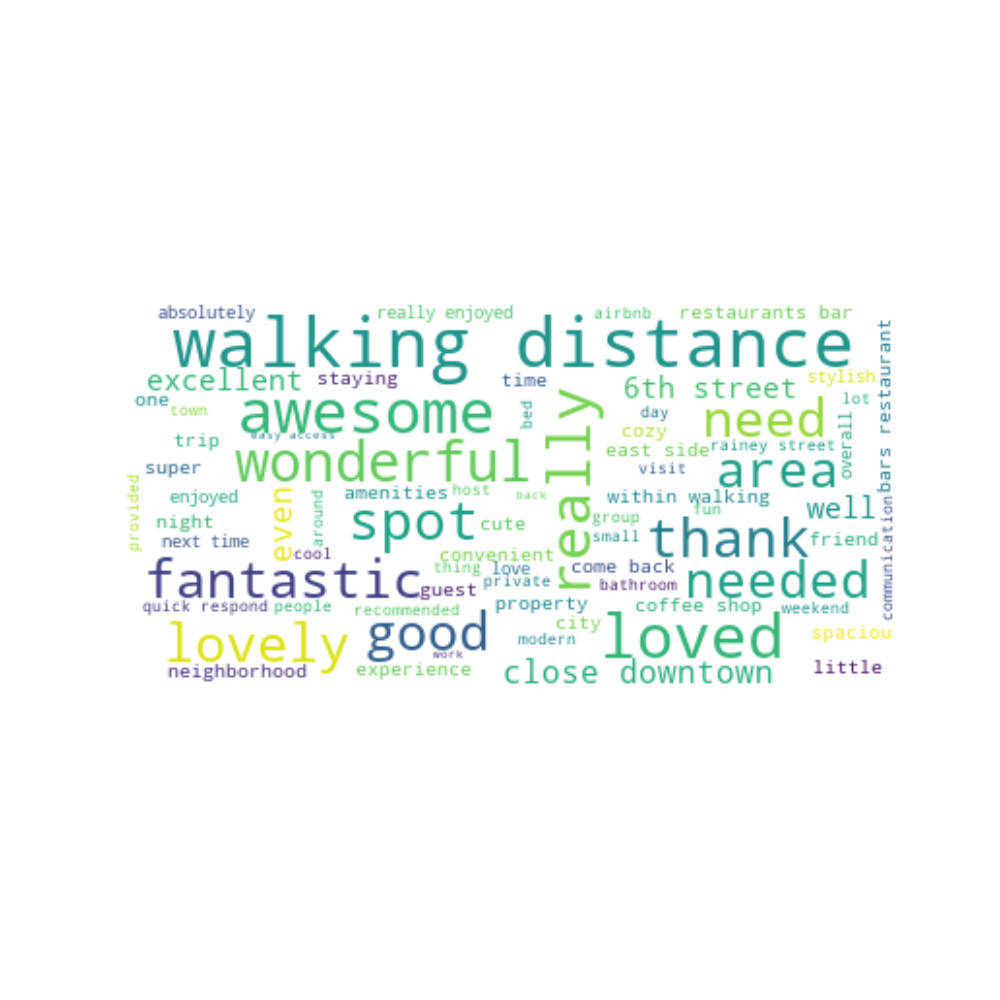 absolutely
really enjoyed
airbnb
restaurants bar
walking distance
excellent
staying
time
6th street
stylish
one
town
awesome
bed
day
need
lot
bars restaurant
trip
easy access
really
cozy
east side
rainey street
overall
super
wonderful
visit
area
provided
enjoyed
even
around
amenities
host
back
within walking
fun
well
communication
night
spot
cute
group
next time
cool
convenient
small
thank
friend
fantastic
guest
thing
love
private
come back
bathroom
needed
quick respond
people
recommended
property
coffee shop
weekend
lovely
good
work
modern
city
loved
spaciou
neighborhood
experience
close downtown
little